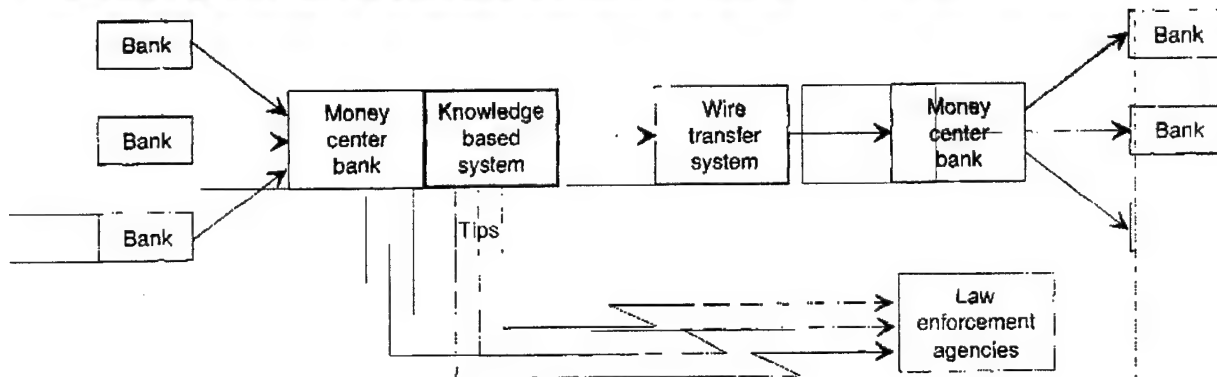 Bank
Bank
Bank
Money
center
bank
Knowledge
based
system
Tips
Wire
transfer
system
Money
center
bank
Bank
Bank
Law
enforcement
agencies